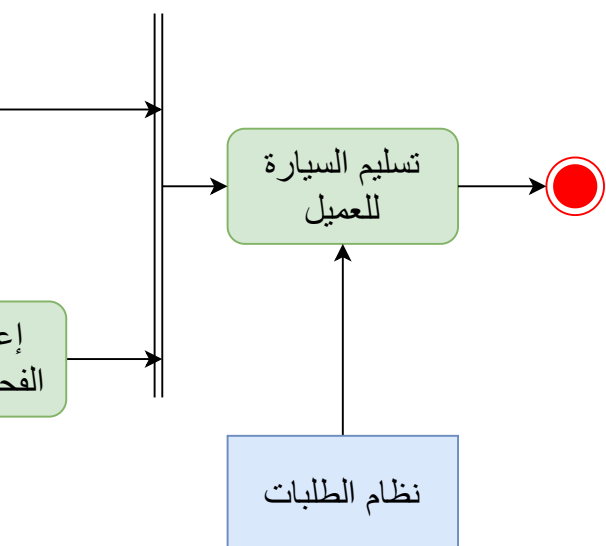 تسليم السيارة
للعميل
نظام الطلبات